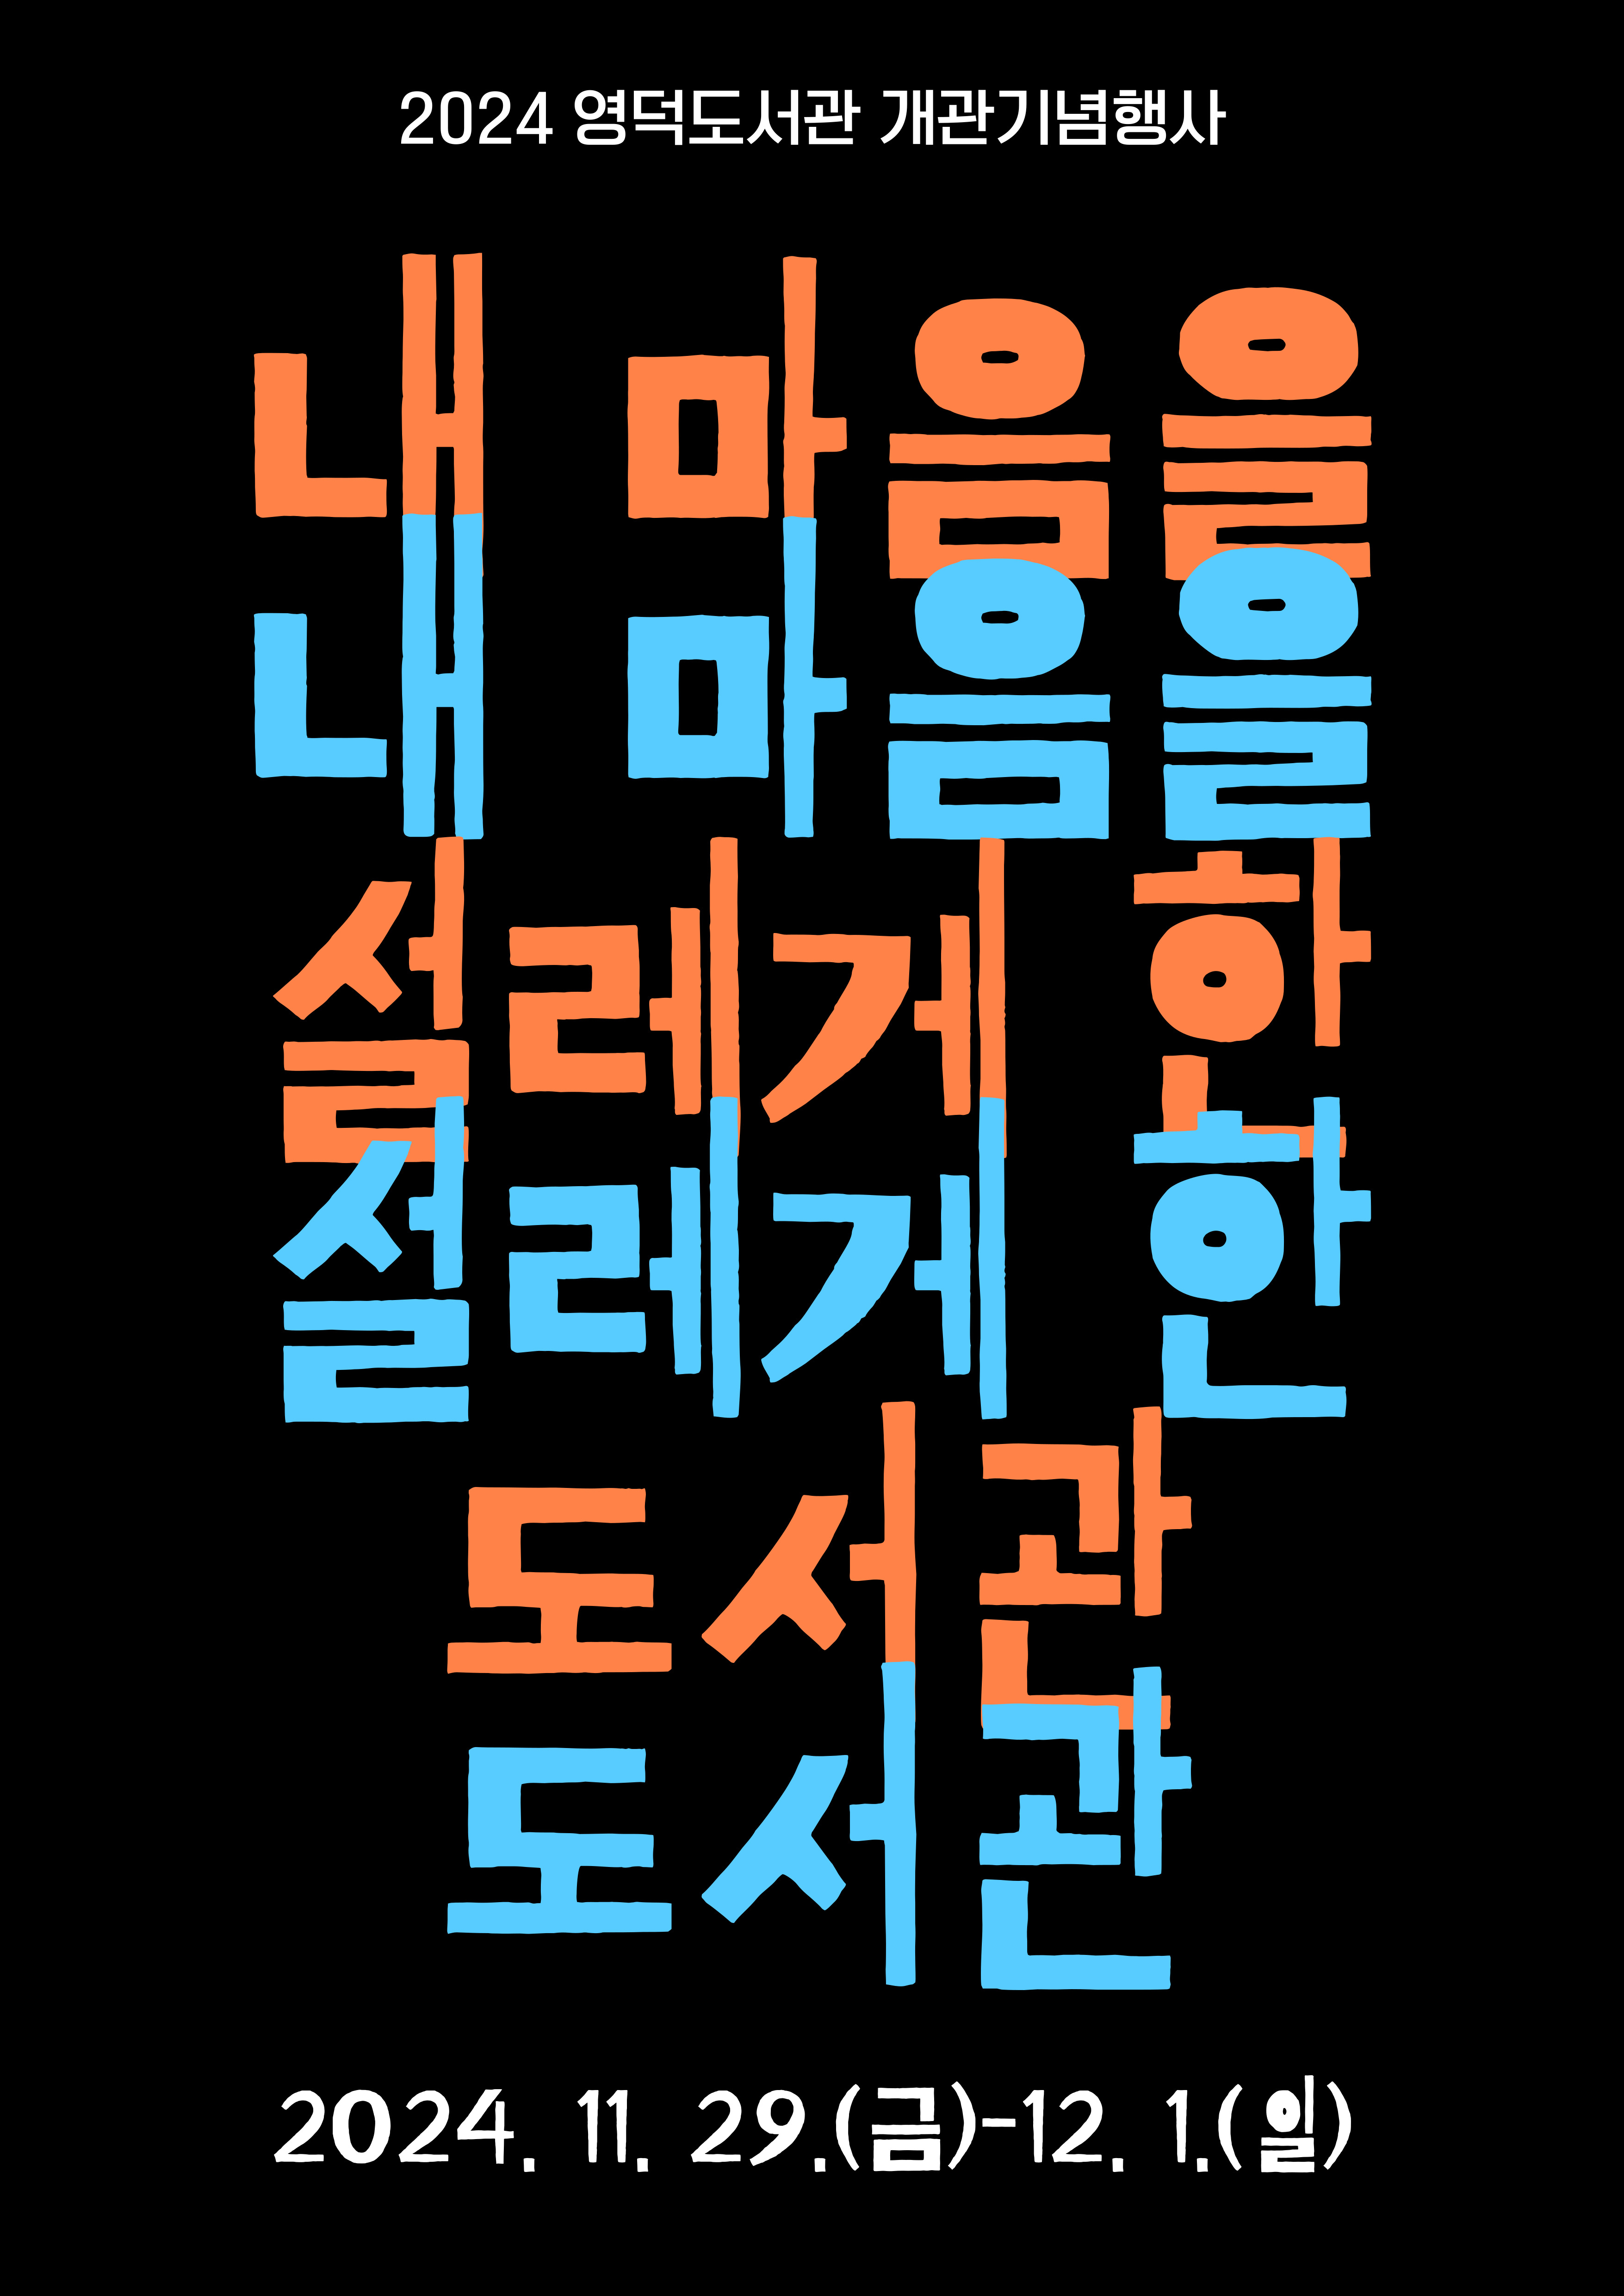 2024 영덕도서관 개관기념행사
내 마음을
내 마음을
설레게 한
설레게 한
도서관
도서관
2024. 11. 29.(금)-12. 1.(월)